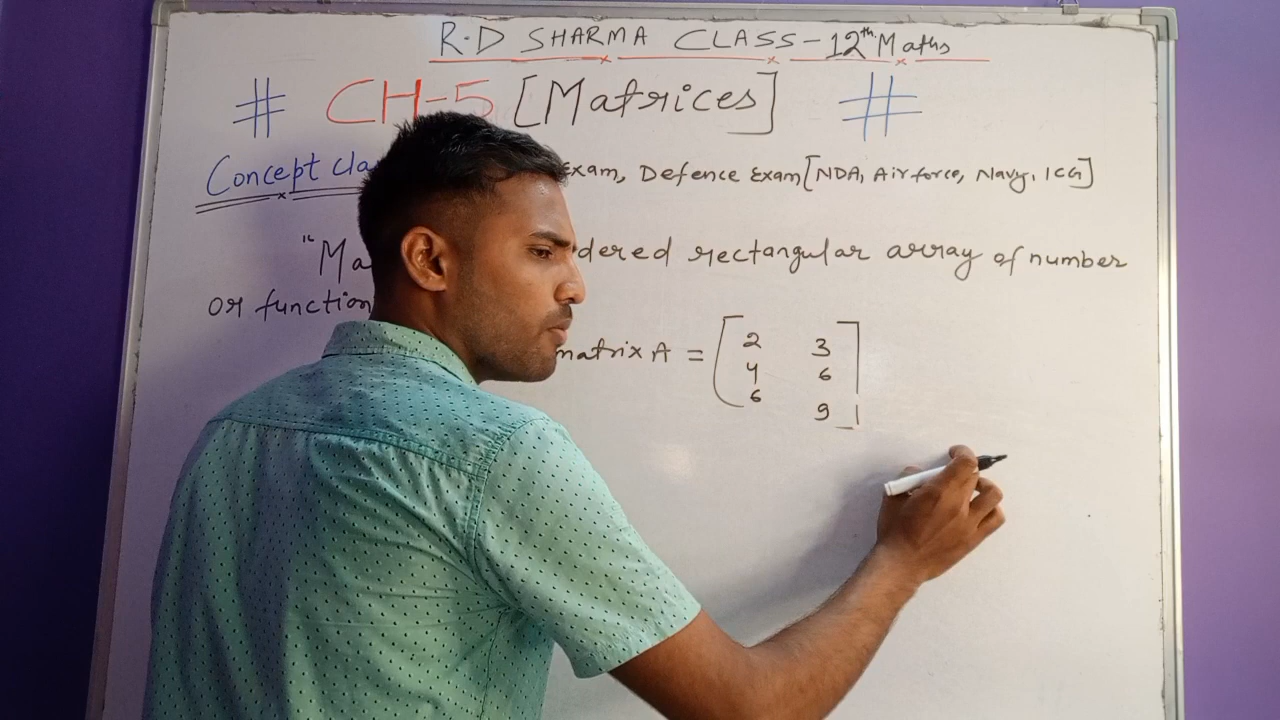 R.D SHARMA CLASS-12th Maths
# CH-5 [Matrices] #
Concept cla Exam, Defence Exam [NDA, Airforce, Navy, ICG]
"Ma dered rectangular array of number
or function
matrix A = [2 3
4 6
6 9]